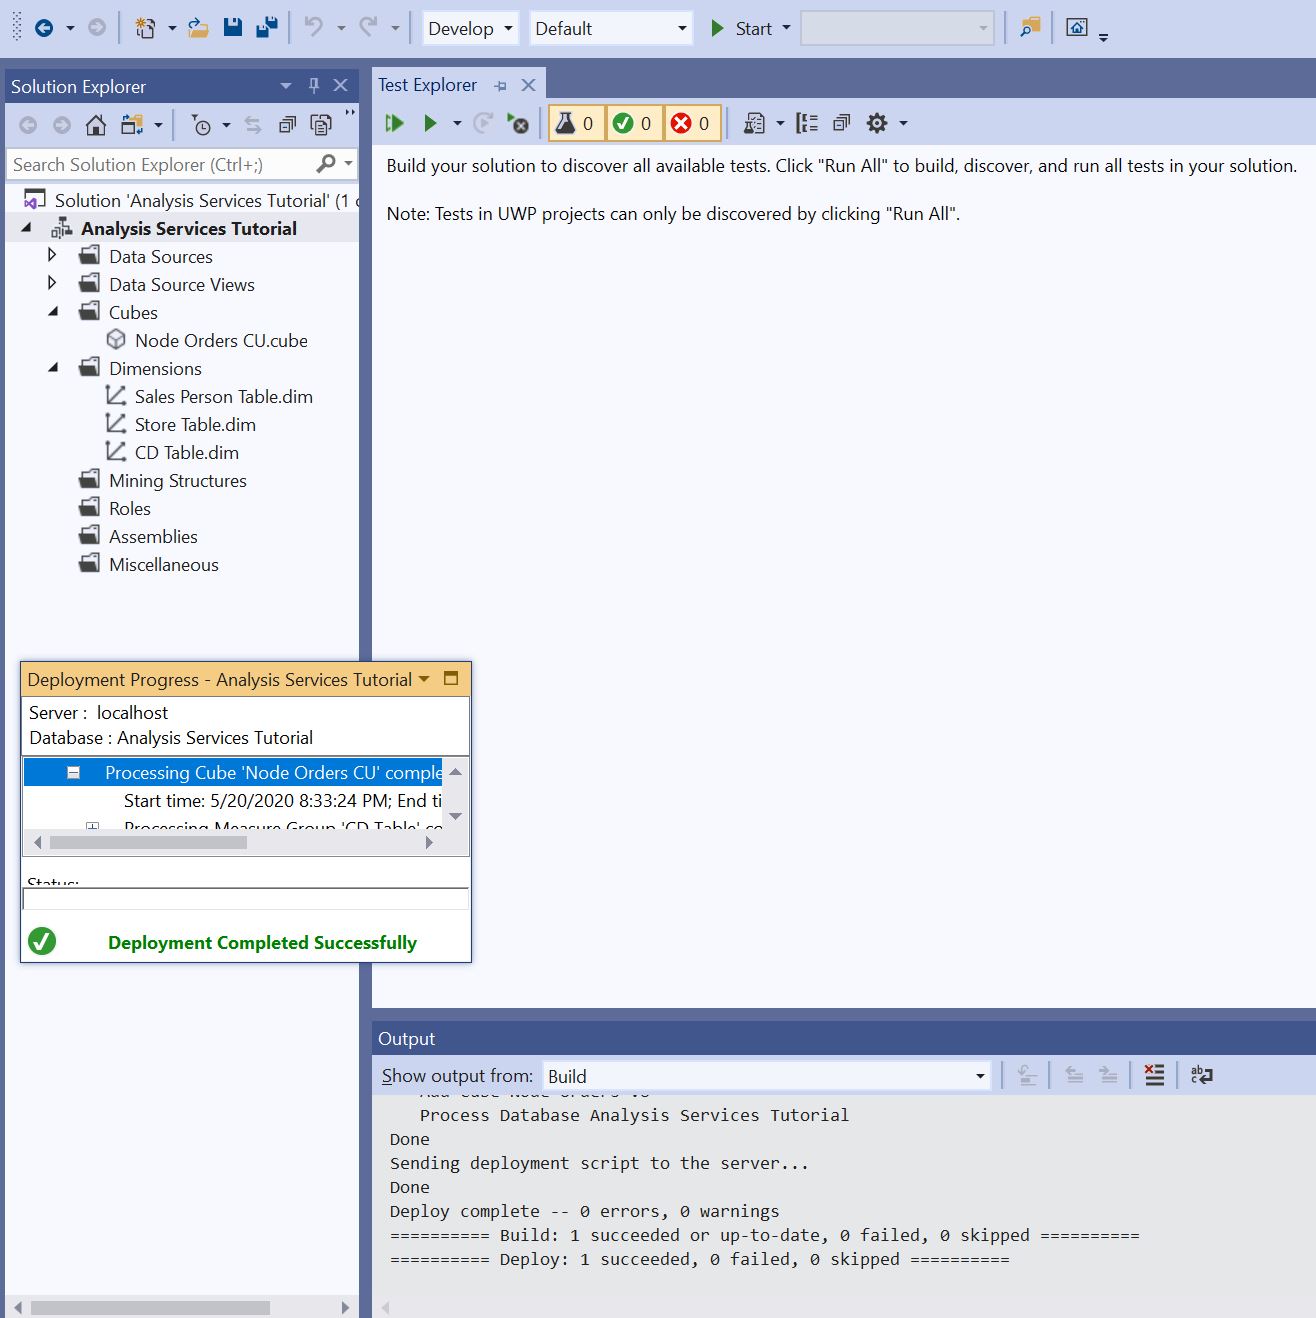 Develop
Default
Start
Solution Explorer
Search Solution Explorer (Ctrl+;)
Solution 'Analysis Services Tutorial' (1
Analysis Services Tutorial
Data Sources
Data Source Views
Cubes
Node Orders CU.cube
Dimensions
Sales Person Table.dim
Store Table.dim
CD Table.dim
Mining Structures
Roles
Assemblies
Miscellaneous
Test Explorer
0 0 0
Build your solution to discover all available tests. Click "Run All" to build, discover, and run all tests in your solution.
Note: Tests in UWP projects can only be discovered by clicking "Run All".
Deployment Progress - Analysis Services Tutorial
Server : localhost
Database : Analysis Services Tutorial
Processing Cube 'Node Orders CU' comple
Start time: 5/20/2020 8:33:24 PM; End ti
Processing Measure Group 'CD Table' co
Status:
Deployment Completed Successfully
Output
Show output from: Build
Process Database Analysis Services Tutorial
Done
Sending deployment script to the server...
Done
Deploy complete -- 0 errors, 0 warnings
========== Build: 1 succeeded or up-to-date, 0 failed, 0 skipped ==========
========== Deploy: 1 succeeded, 0 failed, 0 skipped ==========